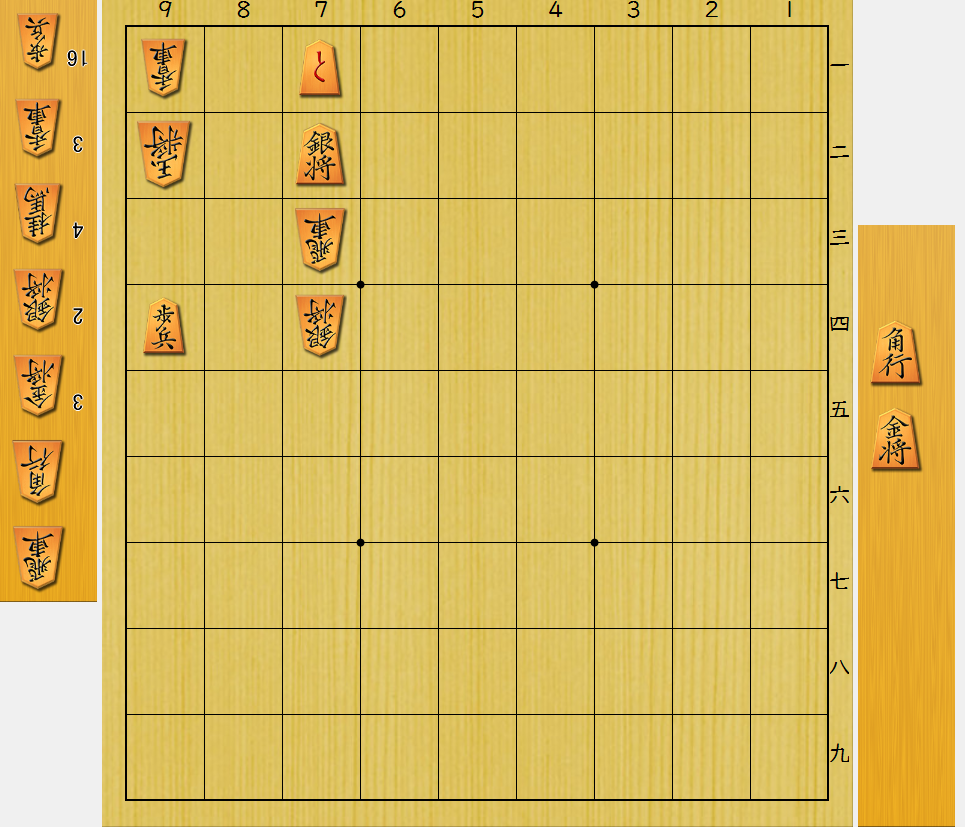 歩兵 16
香車 3
桂馬 4
銀将 2
金将 3
角行
飛車
9 8 7 6 5 4 3 2 1
香車 と 一
玉将 銀将 二
飛車 三
歩兵 銀将 四
五
六
七
八
九
角行
金将